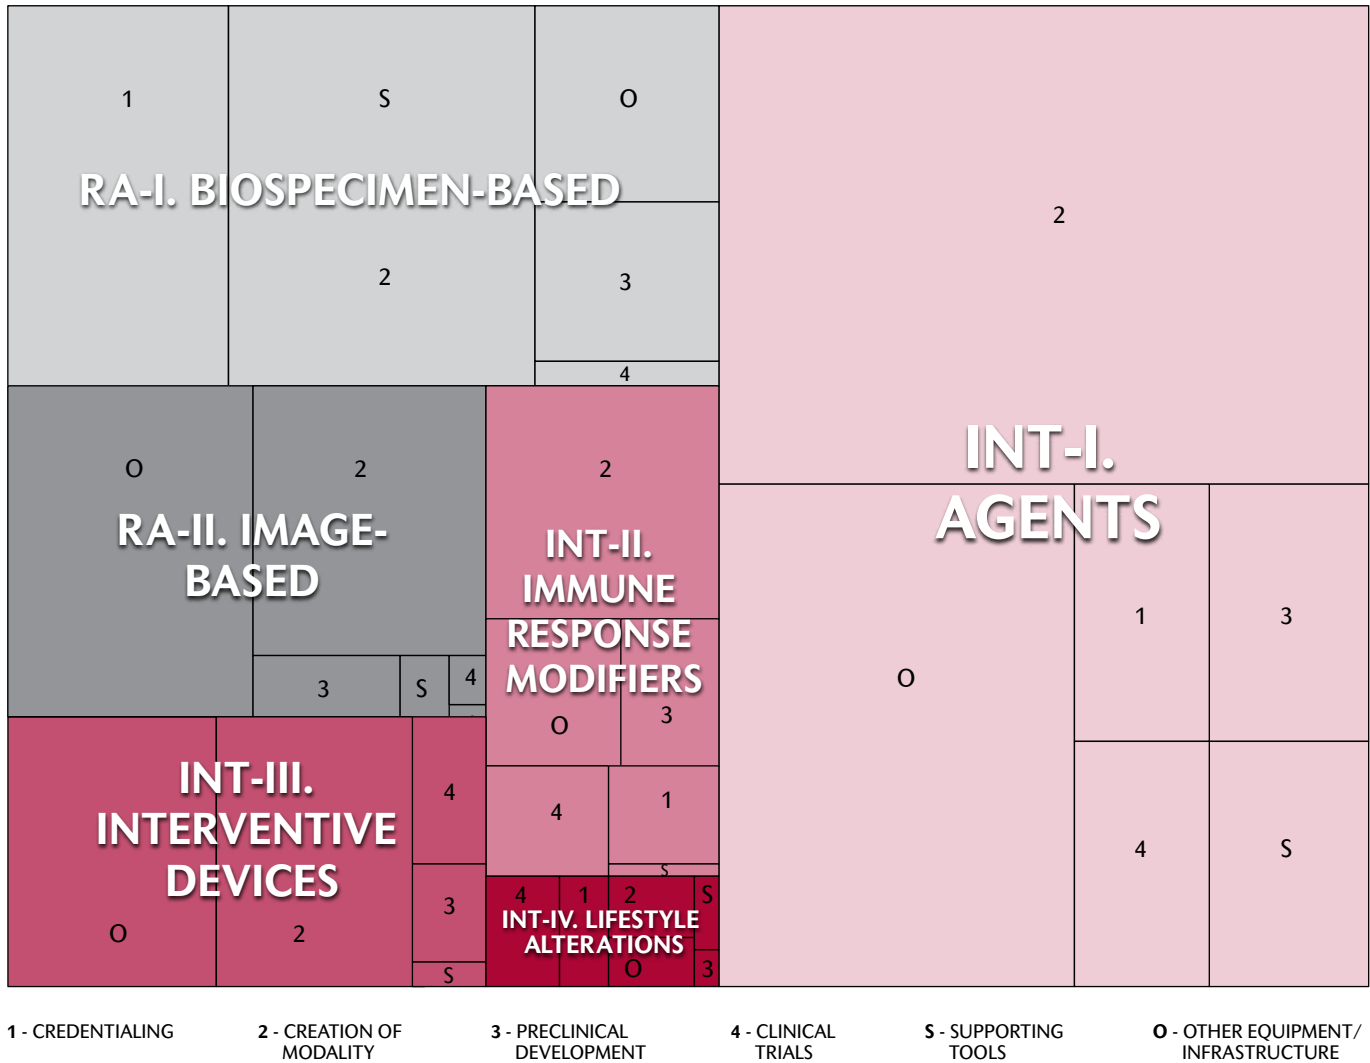 1
S
O
RA-I. BIOSPECIMEN-BASED
2
3
4
2
INT-I.
AGENTS
O
1
3
4
S
O
2
RA-II. IMAGE-
BASED
3
S
4
2
INT-II.
IMMUNE
RESPONSE
MODIFIERS
O
3
4
1
S
INT-III.
INTERVENTIVE
DEVICES
4
3
O
2
S
4
1
2
S
INT-IV. LIFESTYLE
ALTERATIONS
O
3
1 - CREDENTIALING
2 - CREATION OF
MODALITY
3 - PRECLINICAL
DEVELOPMENT
4 - CLINICAL
TRIALS
S - SUPPORTING
TOOLS
O - OTHER EQUIPMENT/
INFRASTRUCTURE